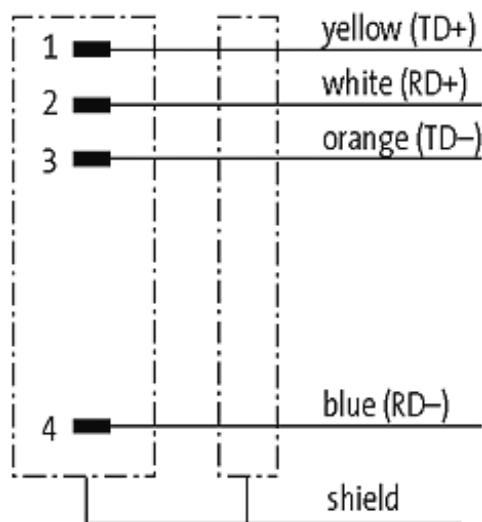 1 yellow (TD+)
2 white (RD+)
3 orange (TD–)
4 blue (RD–)
shield